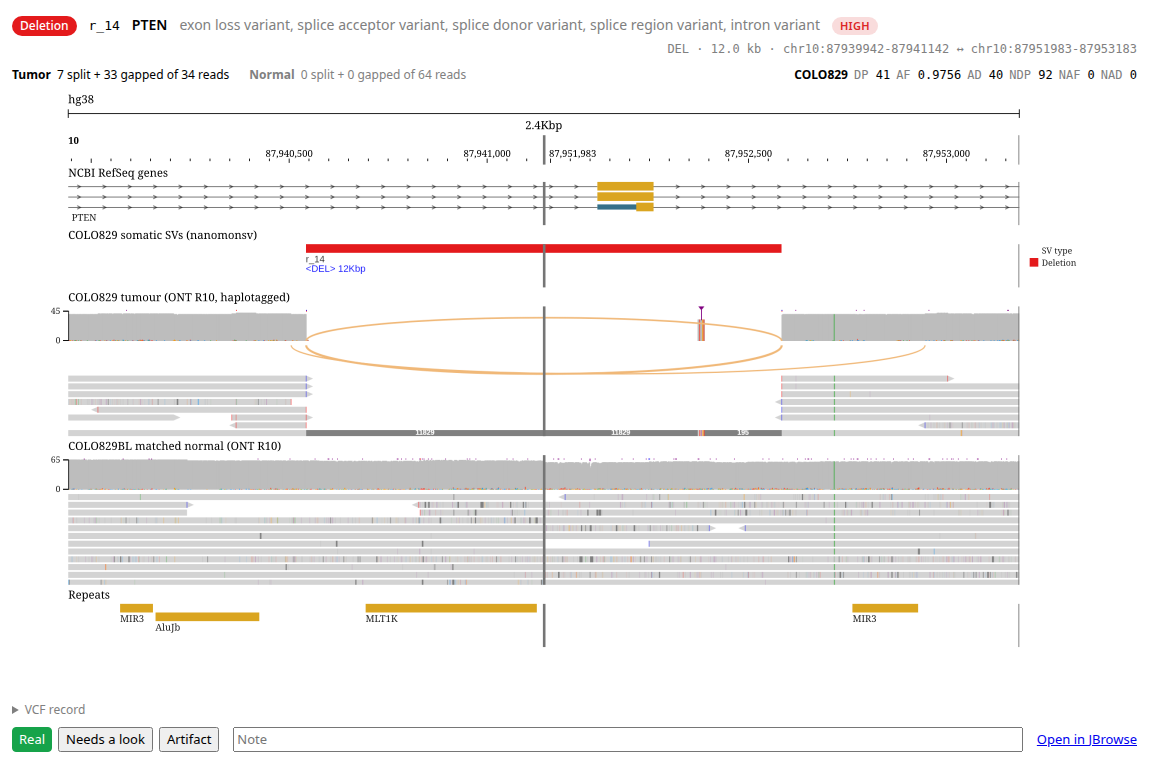 Deletion r_14 PTEN exon loss variant, splice acceptor variant, splice donor variant, splice region variant, intron variant HIGH
DEL · 12.0 kb · chr10:87939942-87941142 ↔ chr10:87951983-87953183
Tumor 7 split + 33 gapped of 34 reads Normal 0 split + 0 gapped of 64 reads COLO829 DP 41 AF 0.9756 AD 40 NDP 92 NAF 0 NAD 0
hg38
2.4Kbp
10
87,940,500 87,941,000 87,951,983 87,952,500 87,953,000
NCBI RefSeq genes
PTEN
COLO829 somatic SVs (nanomonsv)
r_14
<DEL> 12Kbp
SV type
Deletion
COLO829 tumour (ONT R10, haplotagged)
45
0
11829 11829 195
COLO829BL matched normal (ONT R10)
65
0
Repeats
MIR3
AluJb
MLT1K
MIR3
VCF record
Real Needs a look Artifact Note Open in JBrowse